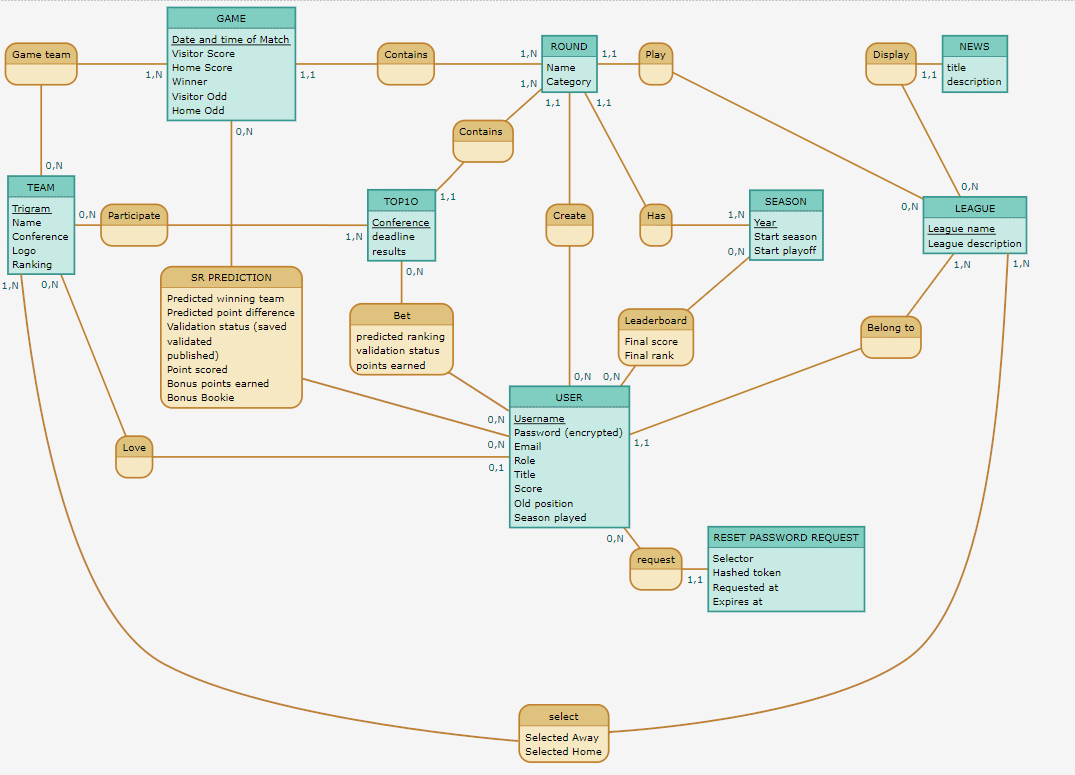 GAME
Date and time of Match
Visitor Score
Home Score
Winner
Visitor Odd
Home Odd
Game team
1,N
0,N
Contains
1,1
1,N
ROUND
Name
Category
1,N
1,1
1,1
1,1
Play
Display
1,1
NEWS
title
description
0,N
Contains
1,1
0,N
TEAM
Trigram
Name
Conference
Logo
Ranking
0,N
Participate
1,N
TOP10
Conference
deadline
results
0,N
Create
Has
1,N
SEASON
Year
Start season
Start playoff
0,N
0,N
0,N
LEAGUE
League name
League description
1,N
1,N
1,N
0,N
SR PREDICTION
Predicted winning team
Predicted point difference
Validation status (saved
validated
published)
Point scored
Bonus points earned
Bonus Bookie
Bet
predicted ranking
validation status
points earned
Leaderboard
Final score
Final rank
Belong to
0,N
0,N
USER
Username
Password (encrypted)
Email
Role
Title
Score
Old position
Season played
0,N
0,N
0,1
1,1
Love
0,N
request
1,1
RESET PASSWORD REQUEST
Selector
Hashed token
Requested at
Expires at
select
Selected Away
Selected Home